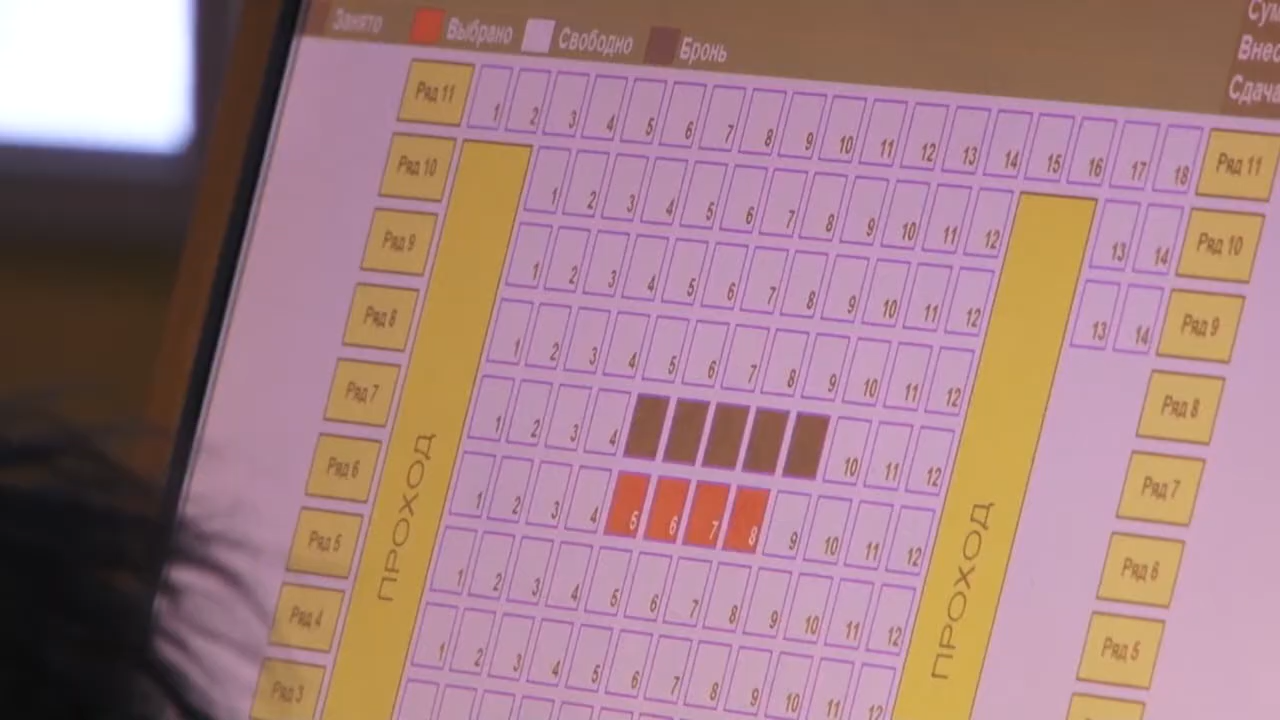 Занято Выбрано Свободно Бронь
Сум
Внес
Сдача
Ряд 11 1 2 3 4 5 6 7 8 9 10 11 12 13 14 15 16 17 18 Ряд 11
Ряд 10 1 2 3 4 5 6 7 8 9 10 11 12 13 14 Ряд 10
Ряд 9 1 2 3 4 5 6 7 8 9 10 11 12 13 14 Ряд 9
Ряд 8 1 2 3 4 5 6 7 8 9 10 11 12 Ряд 8
Ряд 7 1 2 3 4 10 11 12 Ряд 7
Ряд 6 1 2 3 4 5 6 7 8 9 10 11 12 Ряд 6
Ряд 5 1 2 3 4 5 6 7 8 9 10 11 12 Ряд 5
Ряд 4 1 2 3 4 5 6 7 8 9 10 11 12
Ряд 3
ПРОХОД
ПРОХОД